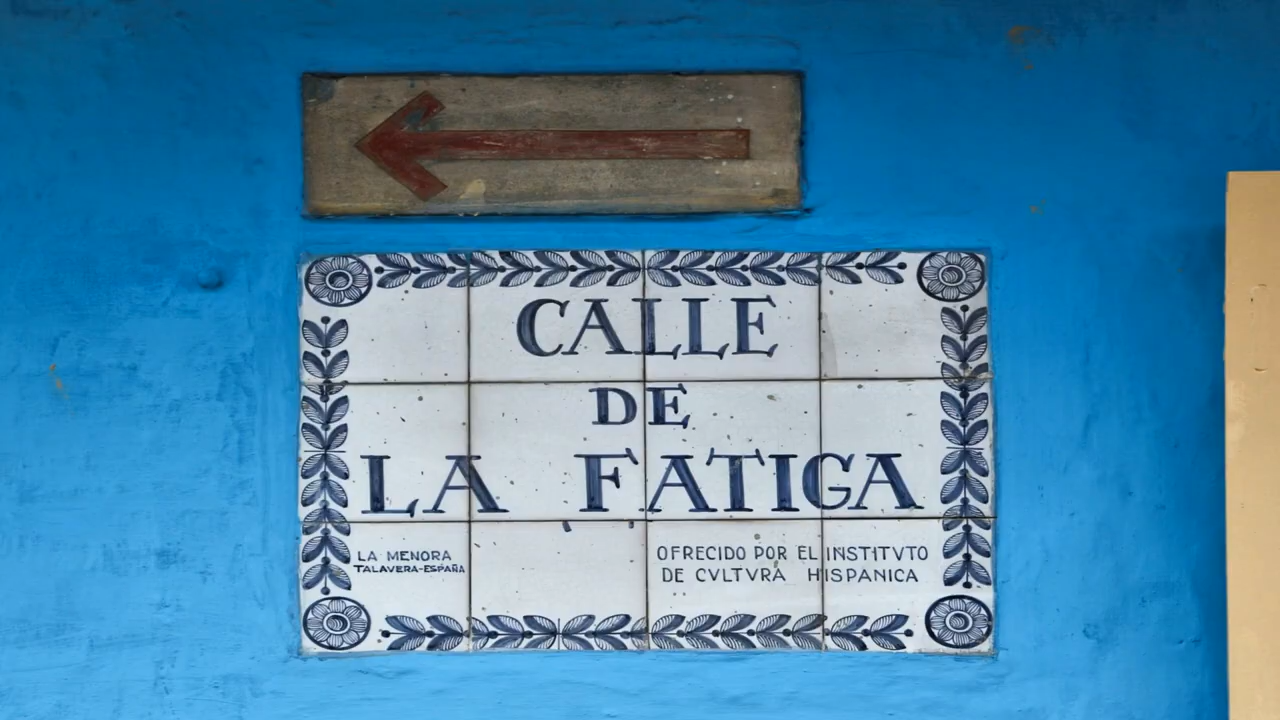 CALLE
DE
LA FATIGA
LA MENORA
TALAVERA-ESPAÑA
OFRECIDO POR EL INSTITVTO
DE CVLTVRA HISPANICA